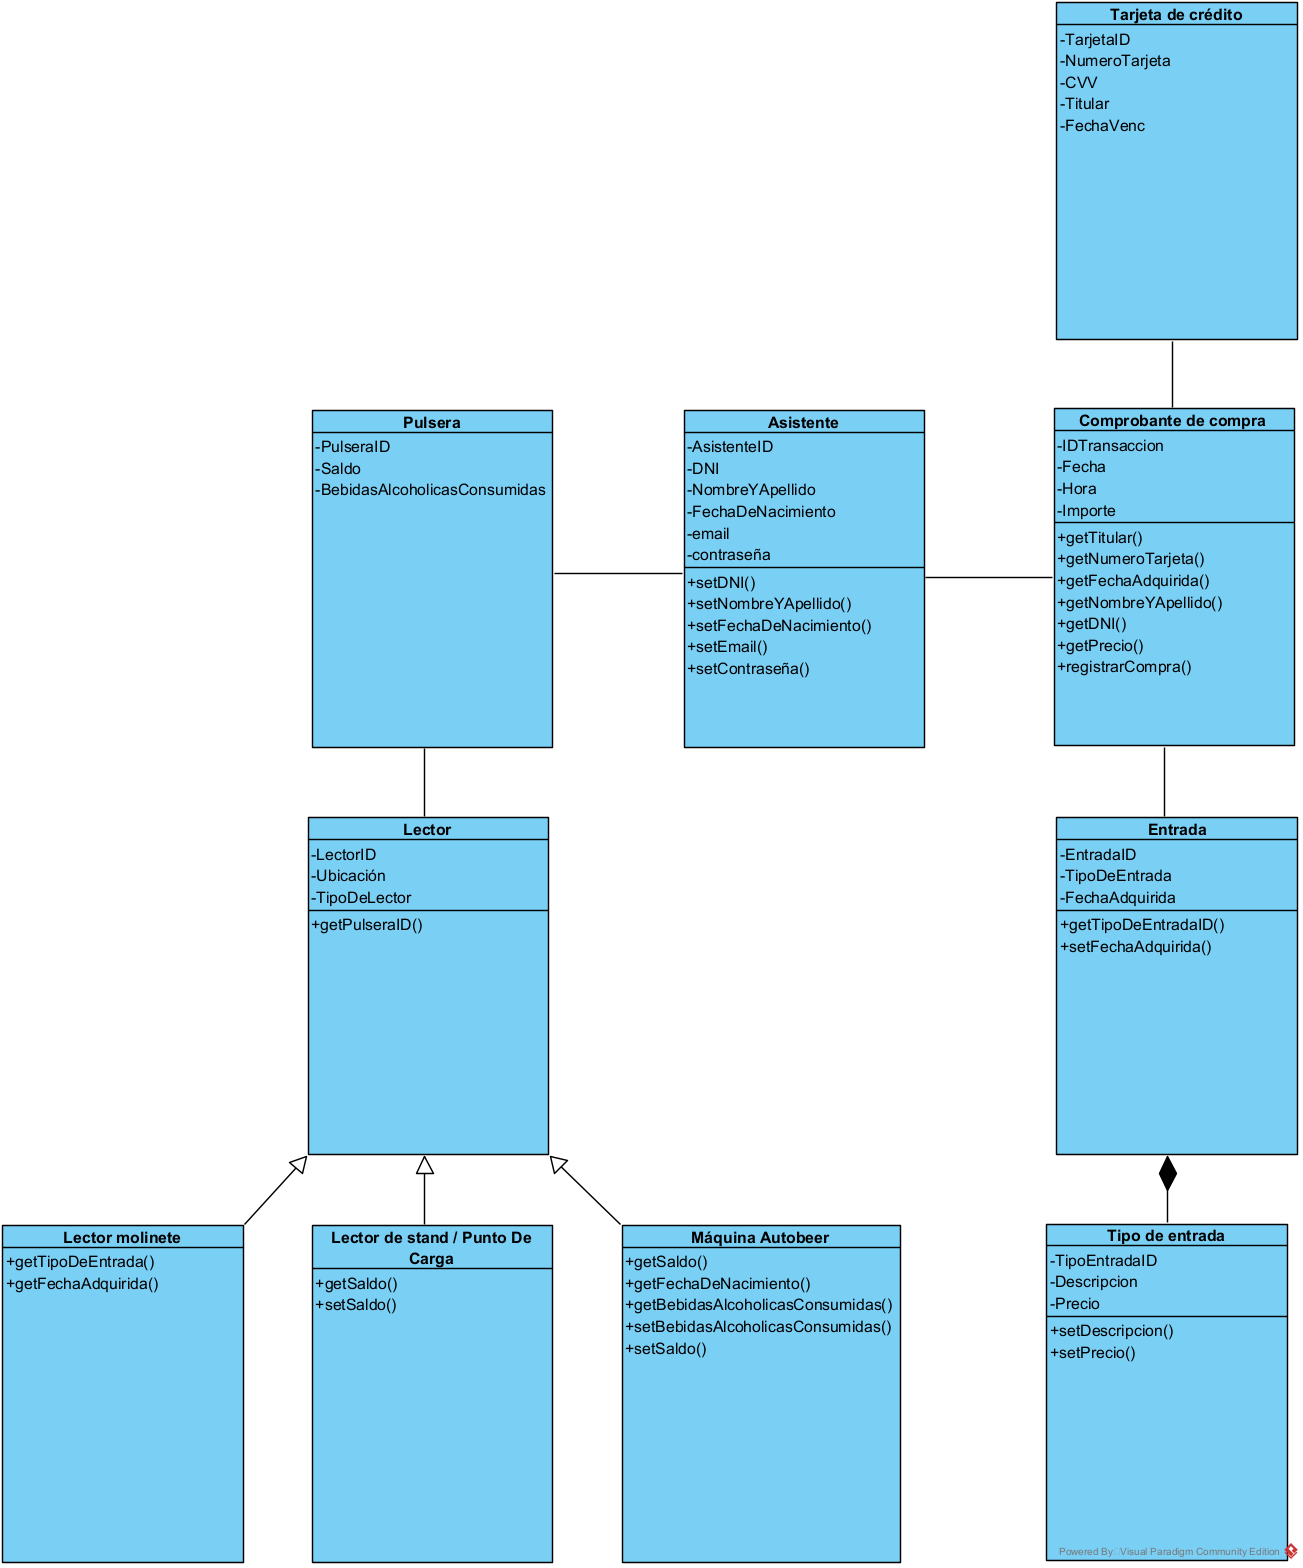 Tarjeta de crédito
-TarjetaID
-NumeroTarjeta
-CVV
-Titular
-FechaVenc
Pulsera
-PulseraID
-Saldo
-BebidasAlcoholicasConsumidas
Asistente
-AsistenteID
-DNI
-NombreYApellido
-FechaDeNacimiento
-email
-contraseña
+setDNI()
+setNombreYApellido()
+setFechaDeNacimiento()
+setEmail()
+setContraseña()
Comprobante de compra
-IDTransaccion
-Fecha
-Hora
-Importe
+getTitular()
+getNumeroTarjeta()
+getFechaAdquirida()
+getNombreYApellido()
+getDNI()
+getPrecio()
+registrarCompra()
Lector
-LectorID
-Ubicación
-TipoDeLector
+getPulseraID()
Entrada
-EntradaID
-TipoDeEntrada
-FechaAdquirida
+getTipoDeEntradaID()
+setFechaAdquirida()
Lector molinete
+getTipoDeEntrada()
+getFechaAdquirida()
Lector de stand / Punto De
Carga
+getSaldo()
+setSaldo()
Máquina Autobeer
+getSaldo()
+getFechaDeNacimiento()
+getBebidasAlcoholicasConsumidas()
+setBebidasAlcoholicasConsumidas()
+setSaldo()
Tipo de entrada
-TipoEntradaID
-Descripcion
-Precio
+setDescripcion()
+setPrecio()
Powered By Visual Paradigm Community Edition